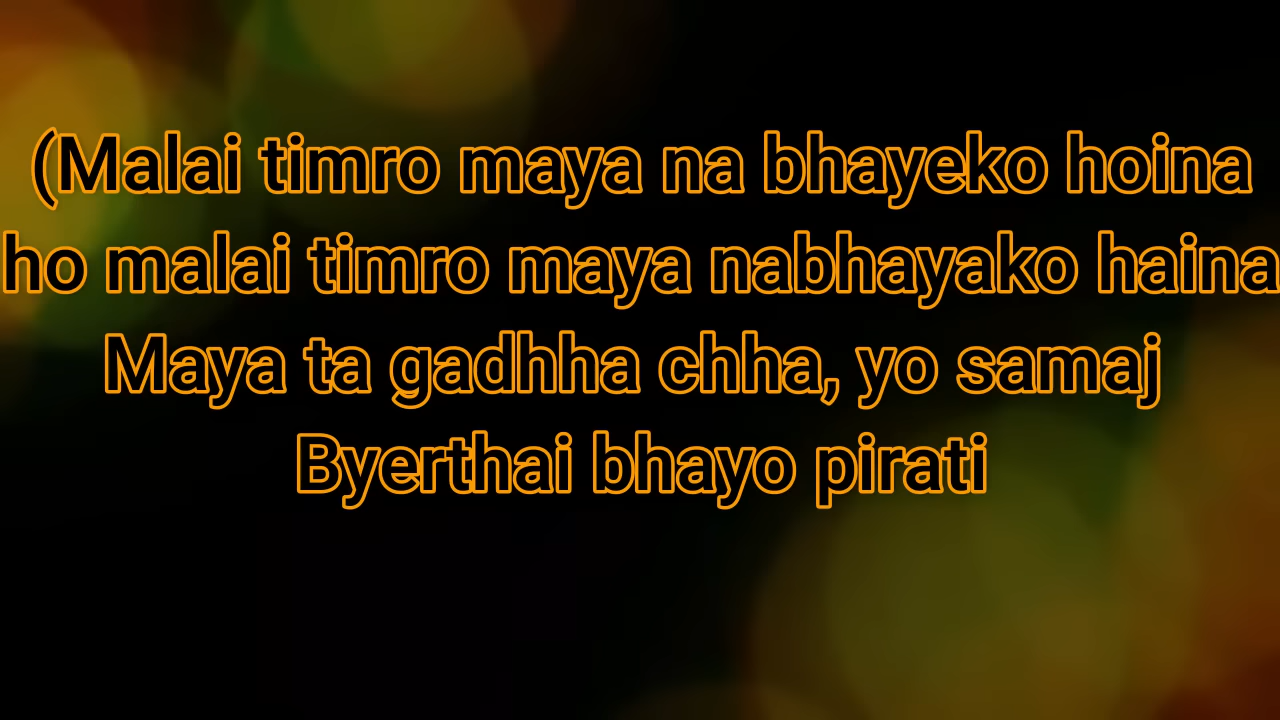 (Malai timro maya na bhayeko hoina
ho malai timro maya nabhayako haina
Maya ta gadhha chha, yo samaj
Byerthai bhayo pirati